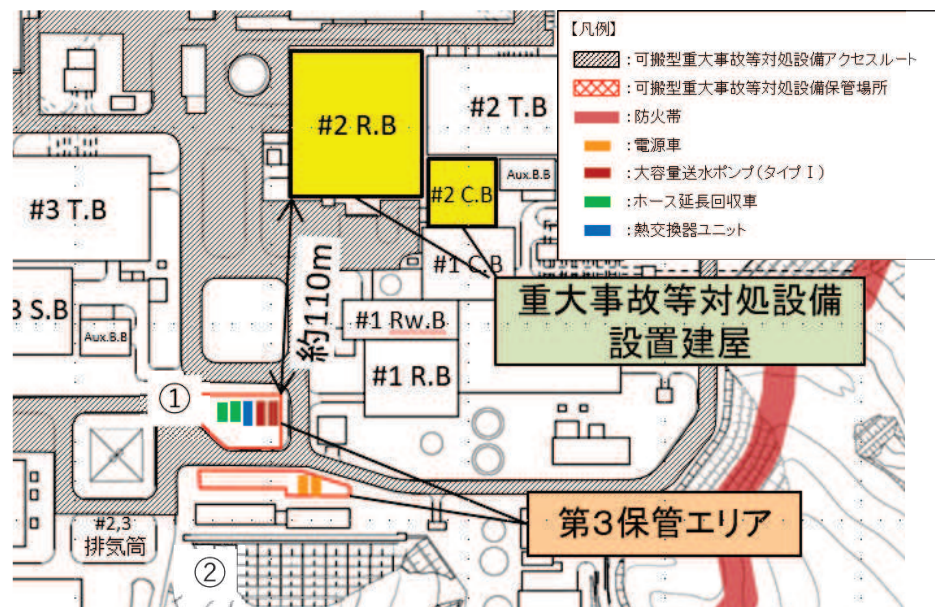 【凡例】
:可搬型重大事故等対処設備アクセスルート
:可搬型重大事故等対処設備保管場所
:防火帯
:電源車
:大容量送水ポンプ(タイプⅠ)
:ホース延長回収車
:熱交換器ユニット
#2 R.B
#2 T.B
#2 C.B
Aux.B.B
#3 T.B
#1 C.B
3 S.B
Aux.B.B
約110m
#1 Rw.B
#1 R.B
重大事故等対処設備
設置建屋
①
第3保管エリア
#2,3
排気筒
②